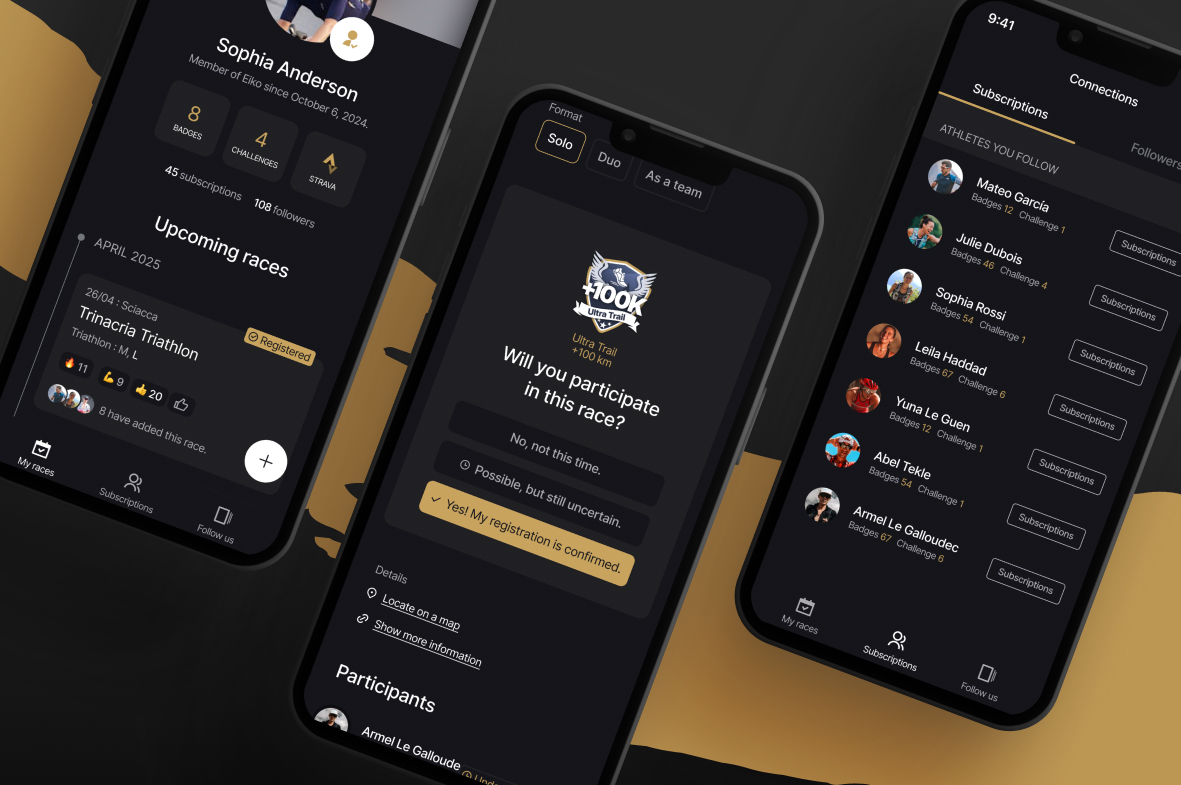 Sophia Anderson
Member of Eiko since October 6, 2024.
8
BADGES
4
CHALLENGES
STRAVA
45 subscriptions 108 followers
Upcoming races
APRIL 2025
26/04 : Sciacca
Trinacria Triathlon
Registered
Triathlon : M, L
🔥 11
💪 9
👍 20
8 have added this race.
My races
Subscriptions
Follow us
Format
Solo
Duo
As a team
+100K
Ultra Trail
Ultra Trail
+100 km
Will you participate
in this race?
No, not this time.
Possible, but still uncertain.
Yes! My registration is confirmed.
Details
Locate on a map
Show more information
Participants
Armel Le Galloude
9:41
Connections
Subscriptions
Followers
ATHLETES YOU FOLLOW
Mateo García
Badges 12 Challenge 1
Subscriptions
Julie Dubois
Badges 46 Challenge 4
Subscriptions
Sophia Rossi
Badges 54 Challenge 1
Subscriptions
Leila Haddad
Badges 67 Challenge 6
Subscriptions
Yuna Le Guen
Badges 12 Challenge 1
Subscriptions
Abel Tekle
Badges 54 Challenge 1
Subscriptions
Armel Le Galloudec
Badges 67 Challenge 6
Subscriptions
My races
Subscriptions
Follow us